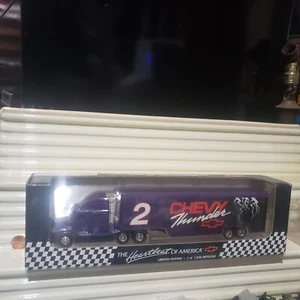 2 CHEVY
Thunder
THE Heartbeat OF AMERICA
LIMITED EDITION